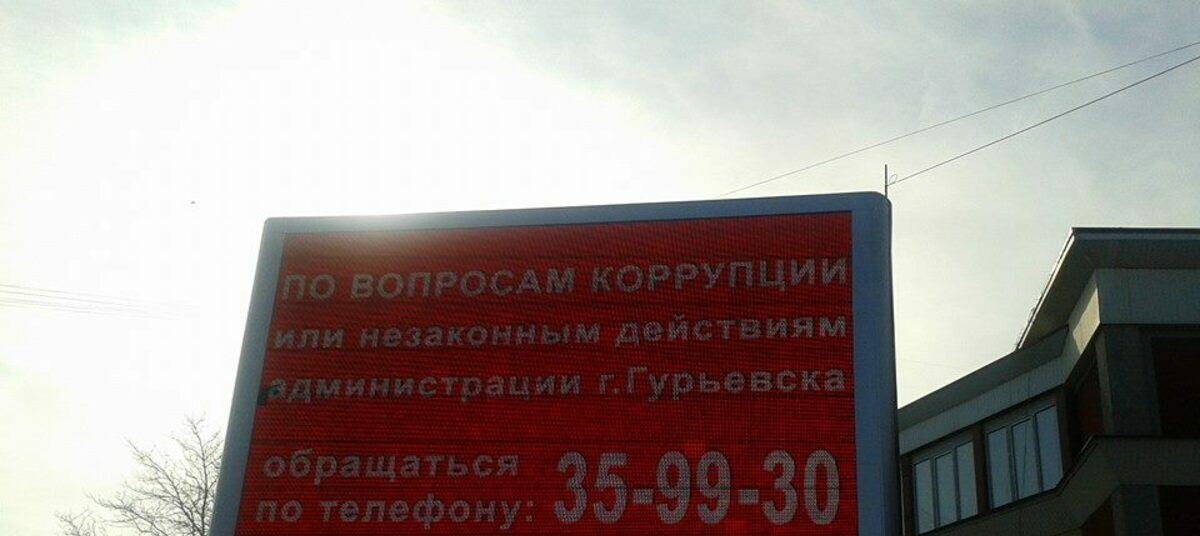 ПО ВОПРОСАМ КОРРУПЦИИ
или незаконным действиям
администрации г.Гурьевска
обращаться
по телефону: 35-99-30